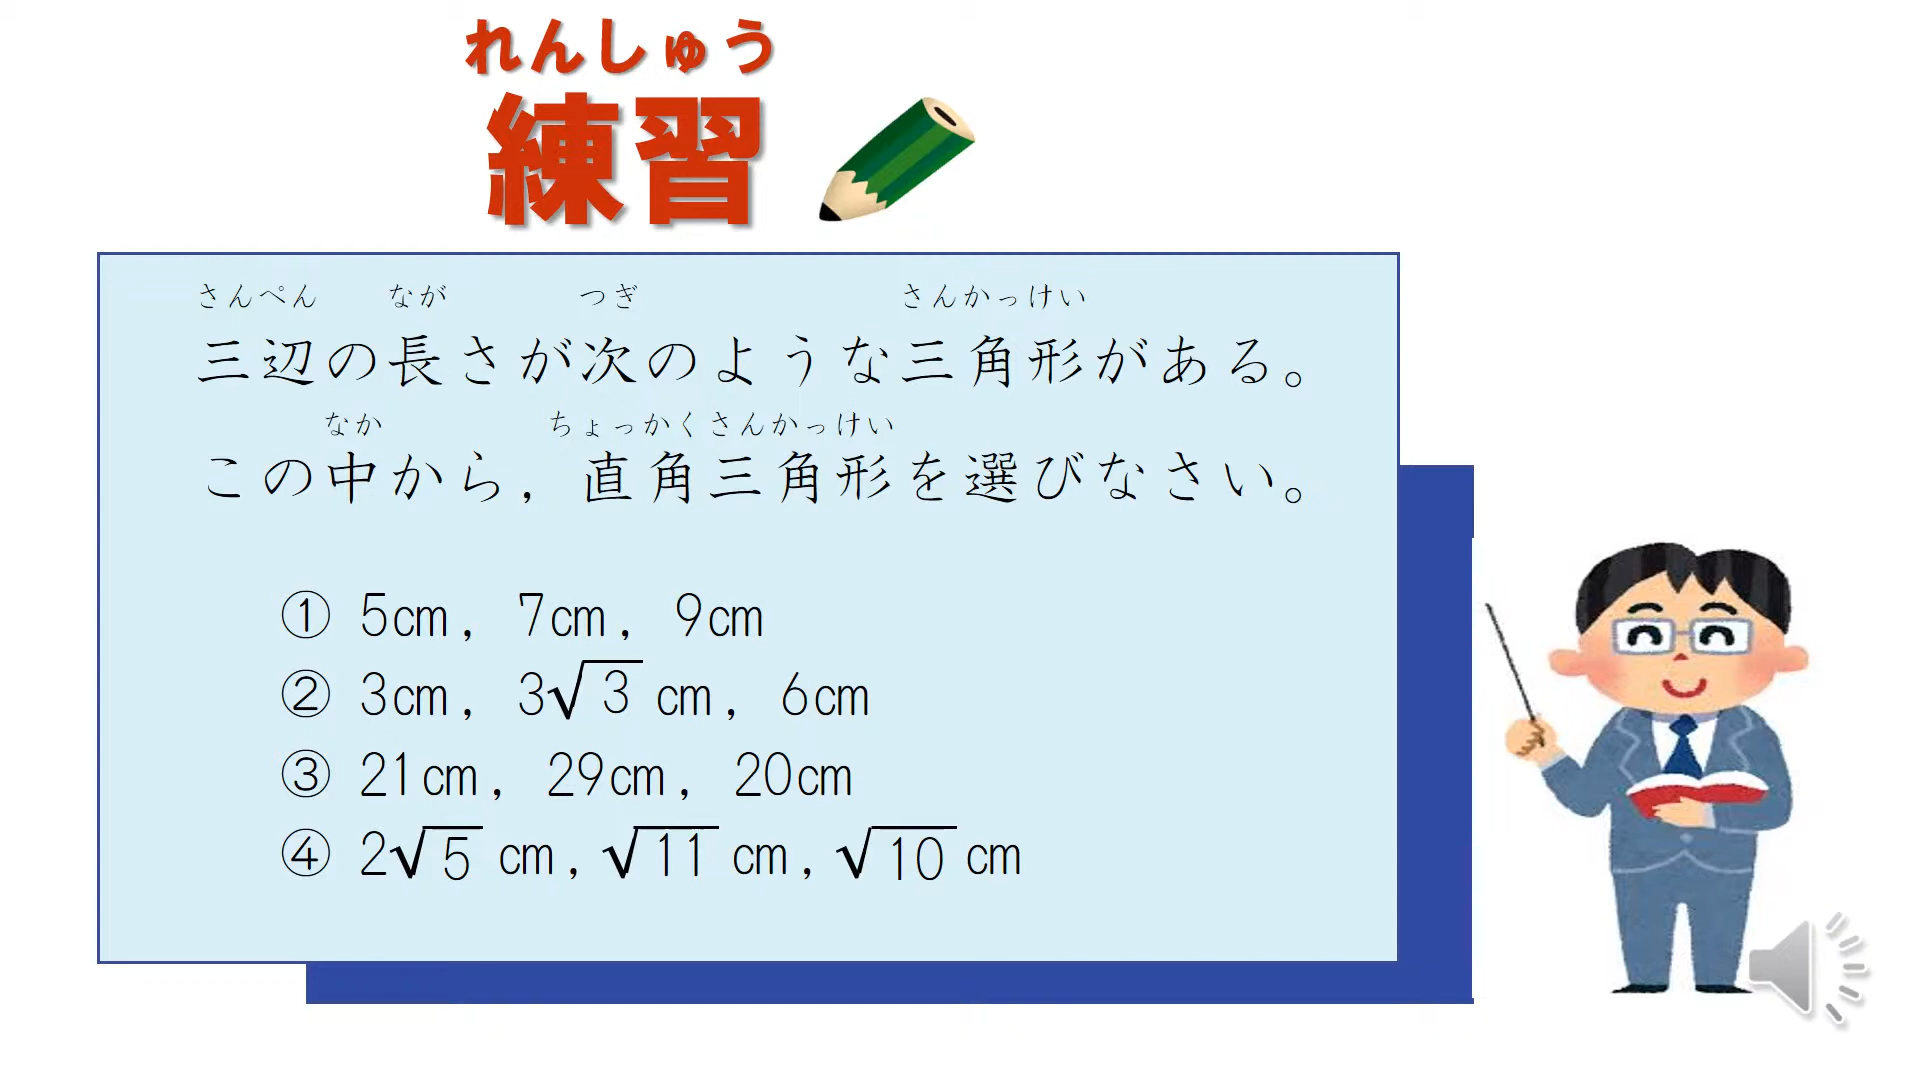 れんしゅう
練習
さんぺん なが つぎ さんかっけい
三辺の長さが次のような三角形がある。
なか ちょっかくさんかっけい
この中から，直角三角形を選びなさい。
① 5cm，7cm，9cm
② 3cm，3√3 cm，6cm
③ 21cm，29cm，20cm
④ 2√5 cm，√11 cm，√10 cm